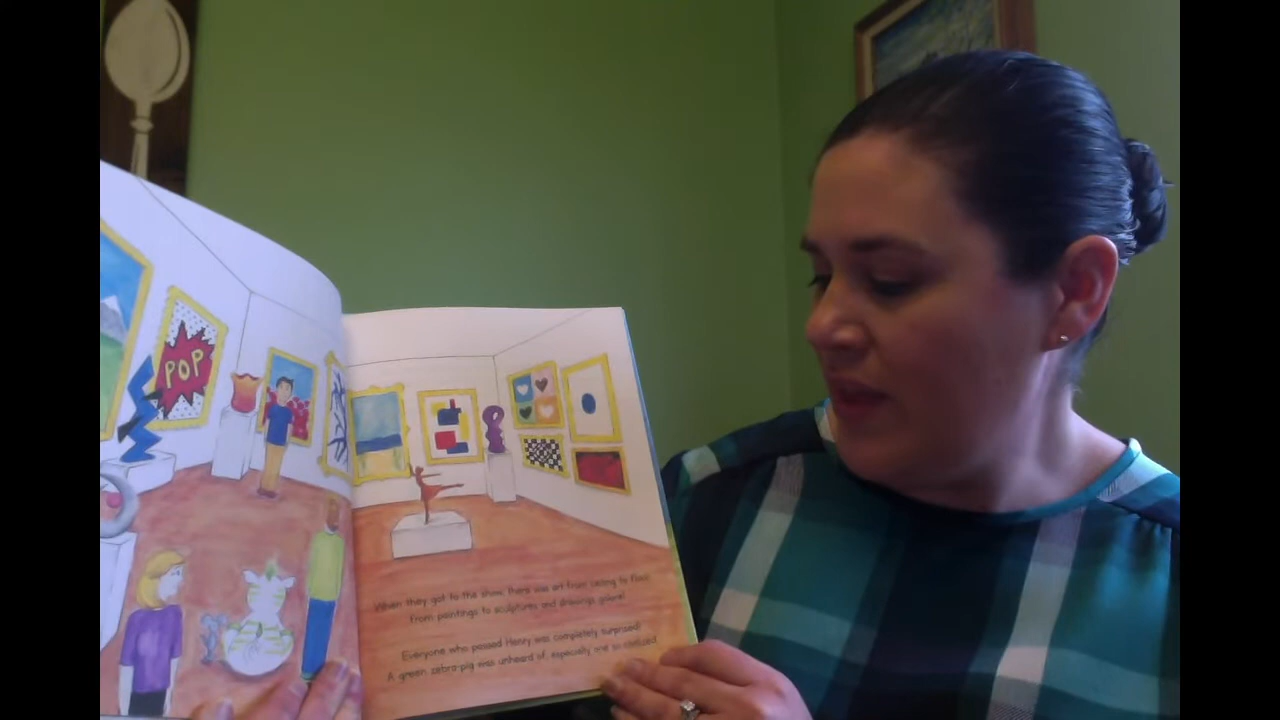 POP
When they got to the show, there was art from ceiling to floor
From paintings to sculptures and drawings galore!
Everyone who passed Henry was completely surprised!
A green zebra-pig was unheard of, especially one so